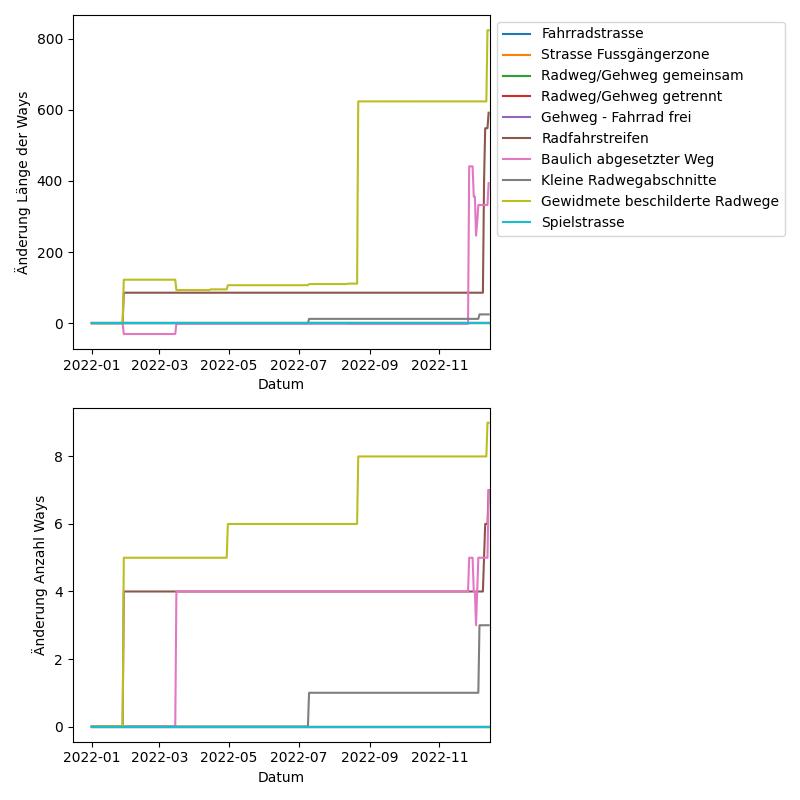 800
600
400
200
0
Änderung Länge der Ways
2022-01 2022-03 2022-05 2022-07 2022-09 2022-11
Datum
Fahrradstrasse
Strasse Fussgängerzone
Radweg/Gehweg gemeinsam
Radweg/Gehweg getrennt
Gehweg - Fahrrad frei
Radfahrstreifen
Baulich abgesetzter Weg
Kleine Radwegabschnitte
Gewidmete beschilderte Radwege
Spielstrasse
8
6
4
2
0
Änderung Anzahl Ways
2022-01 2022-03 2022-05 2022-07 2022-09 2022-11
Datum